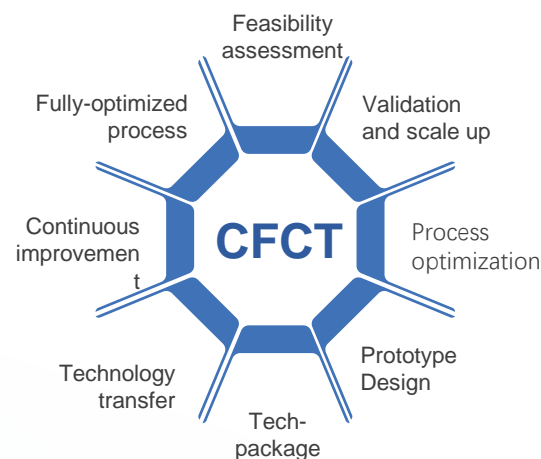 Feasibility
assessment
Fully-optimized
process
Validation
and scale up
Continuous
improvemen
t
CFCT
Process
optimization
Technology
transfer
Prototype
Design
Tech-
package